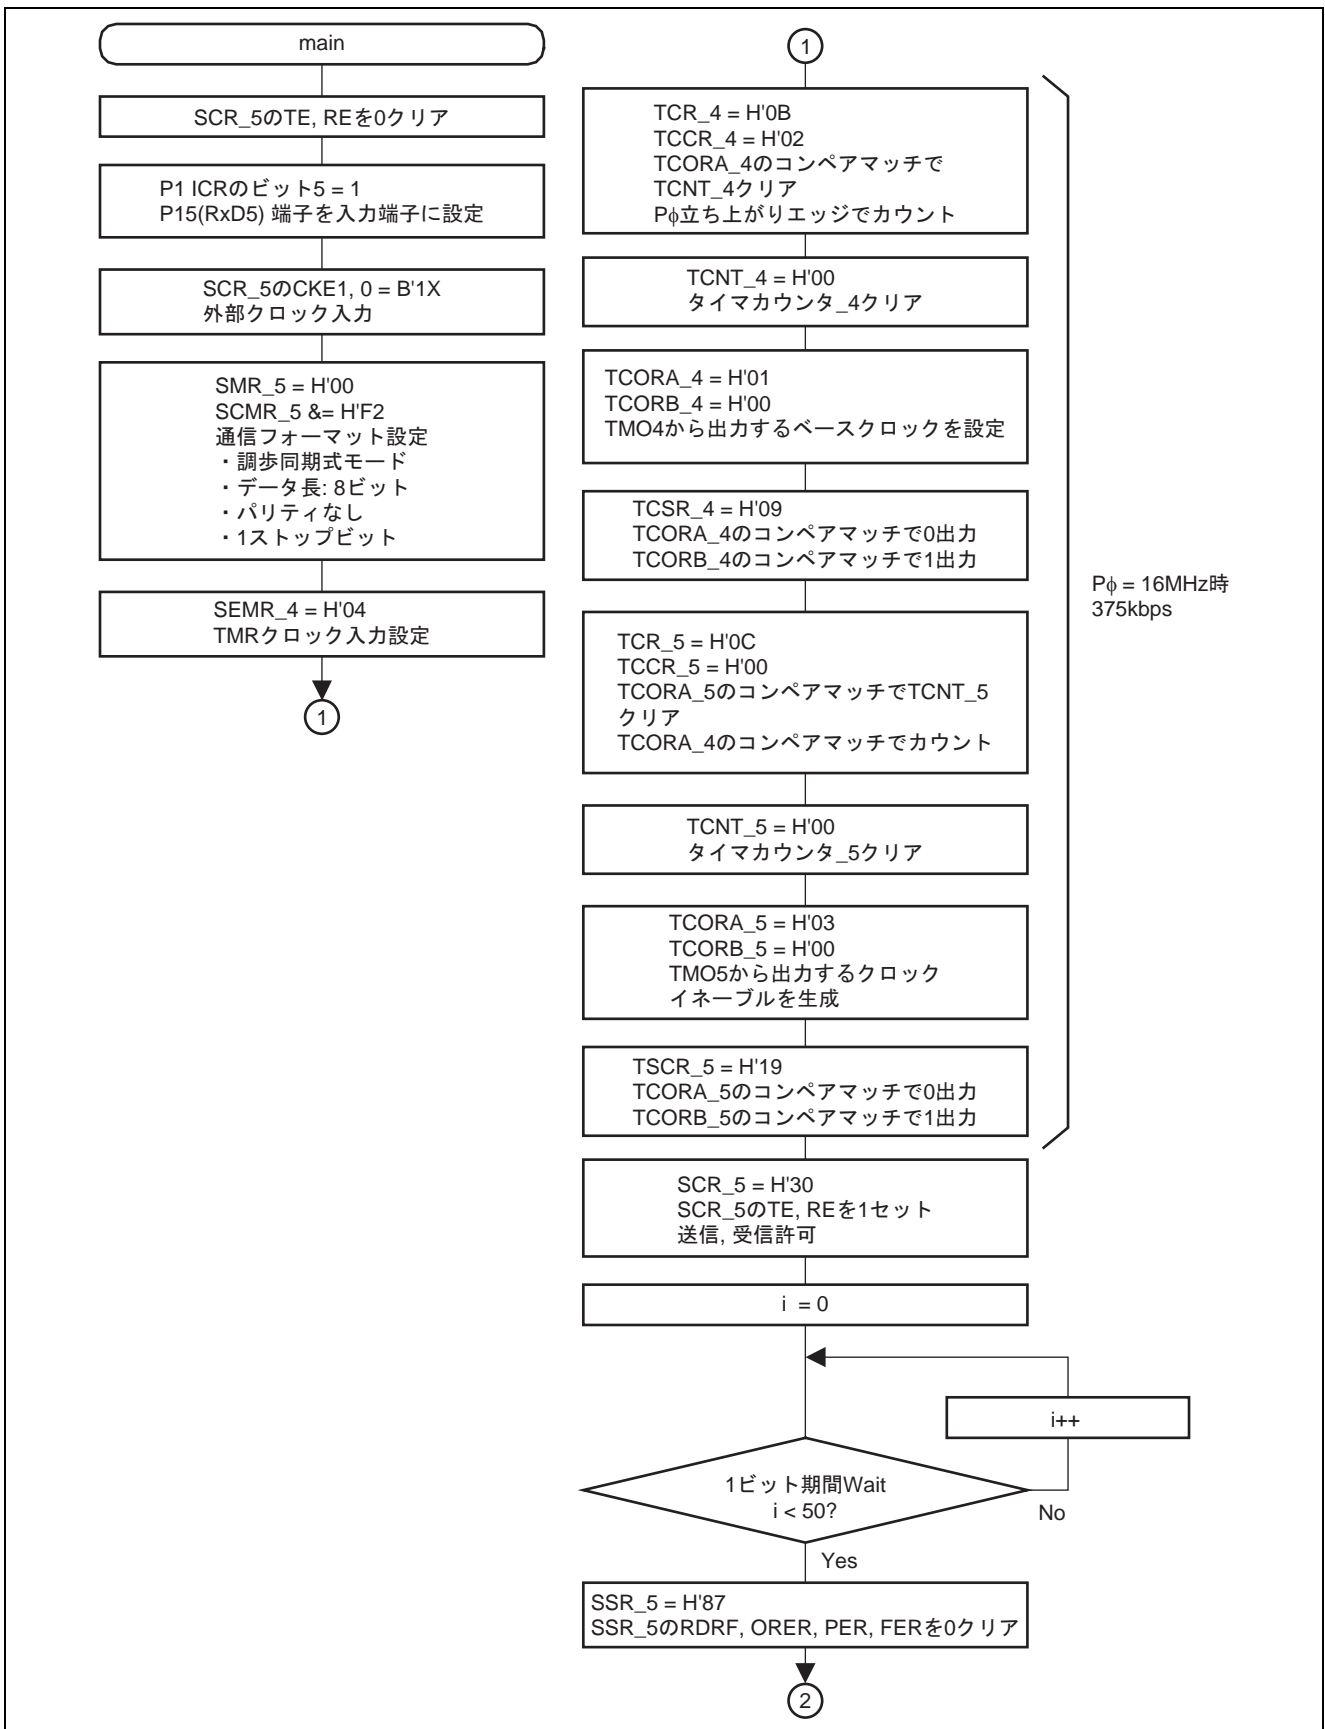 main
SCR_5のTE, REを0クリア
P1 ICRのビット5 = 1
P15(RxD5) 端子を入力端子に設定
SCR_5のCKE1, 0 = B'1X
外部クロック入力
SMR_5 = H'00
SCMR_5 &= H'F2
通信フォーマット設定
・調歩同期式モード
・データ長: 8ビット
・パリティなし
・1ストップビット
SEMR_4 = H'04
TMRクロック入力設定
1
1
TCR_4 = H'0B
TCCR_4 = H'02
TCORA_4のコンペアマッチで
TCNT_4クリア
Pφ立ち上がりエッジでカウント
TCNT_4 = H'00
タイマカウンタ_4クリア
TCORA_4 = H'01
TCORB_4 = H'00
TMO4から出力するベースクロックを設定
TCSR_4 = H'09
TCORA_4のコンペアマッチで0出力
TCORB_4のコンペアマッチで1出力
TCR_5 = H'0C
TCCR_5 = H'00
TCORA_5のコンペアマッチでTCNT_5
クリア
TCORA_4のコンペアマッチでカウント
TCNT_5 = H'00
タイマカウンタ_5クリア
TCORA_5 = H'03
TCORB_5 = H'00
TMO5から出力するクロック
イネーブルを生成
TSCR_5 = H'19
TCORA_5のコンペアマッチで0出力
TCORB_5のコンペアマッチで1出力
Pφ = 16MHz時
375kbps
SCR_5 = H'30
SCR_5のTE, REを1セット
送信, 受信許可
i = 0
i++
1ビット期間Wait
i < 50?
No
Yes
SSR_5 = H'87
SSR_5のRDRF, ORER, PER, FERを0クリア
2